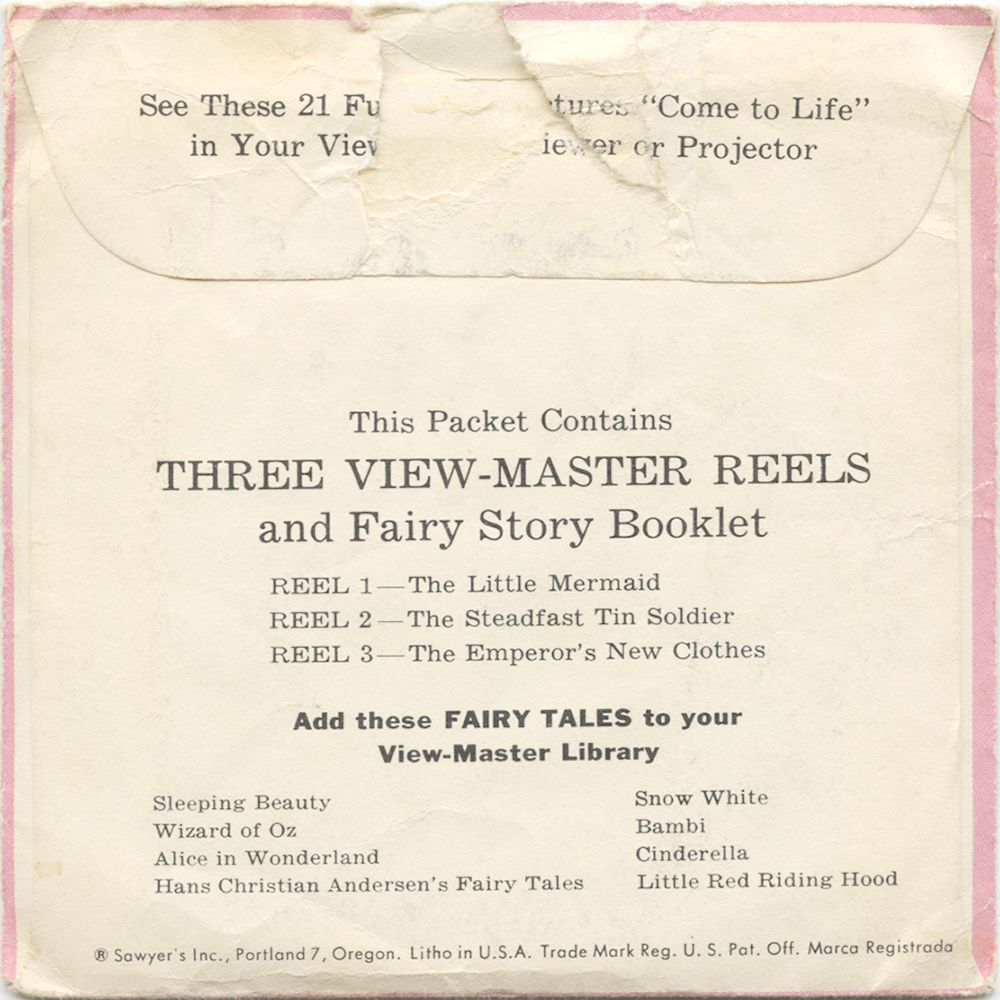 See These 21 Fu tures "Come to Life"
in Your View iewer or Projector
This Packet Contains
THREE VIEW-MASTER REELS
and Fairy Story Booklet
REEL 1—The Little Mermaid
REEL 2—The Steadfast Tin Soldier
REEL 3—The Emperor's New Clothes
Add these FAIRY TALES to your
View-Master Library
Sleeping Beauty
Wizard of Oz
Alice in Wonderland
Hans Christian Andersen's Fairy Tales
Snow White
Bambi
Cinderella
Little Red Riding Hood
® Sawyer's Inc., Portland 7, Oregon. Litho in U.S.A. Trade Mark Reg. U. S. Pat. Off. Marca Registrada